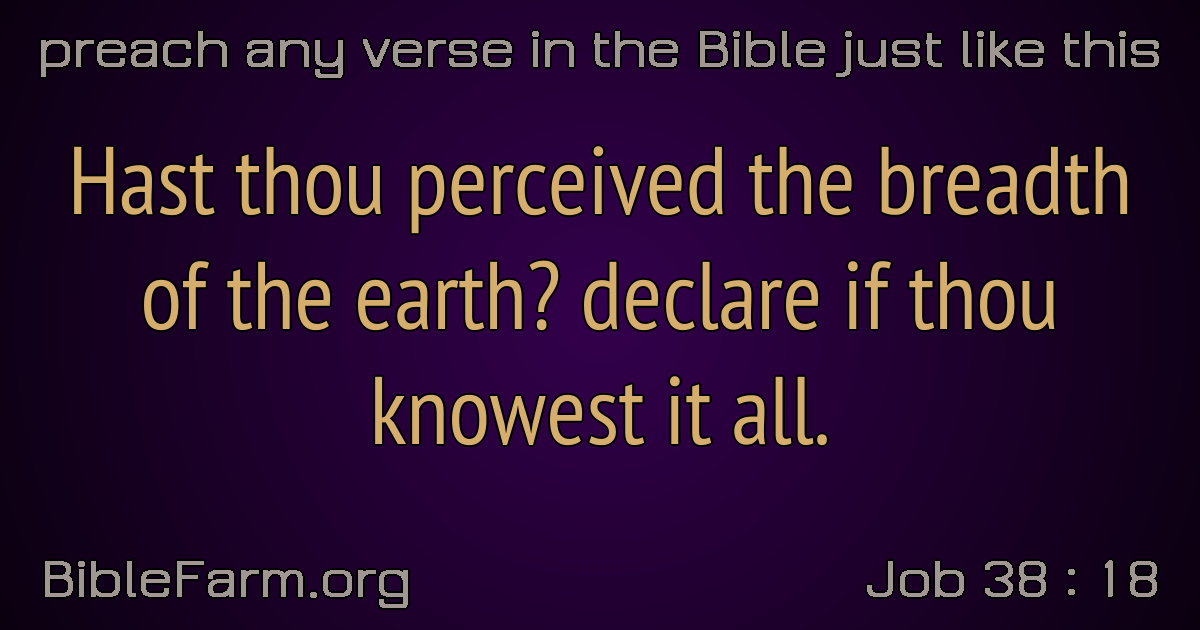 preach any verse in the Bible just like this
Hast thou perceived the breadth
of the earth? declare if thou
knowest it all.
BibleFarm.org
Job 38 : 18